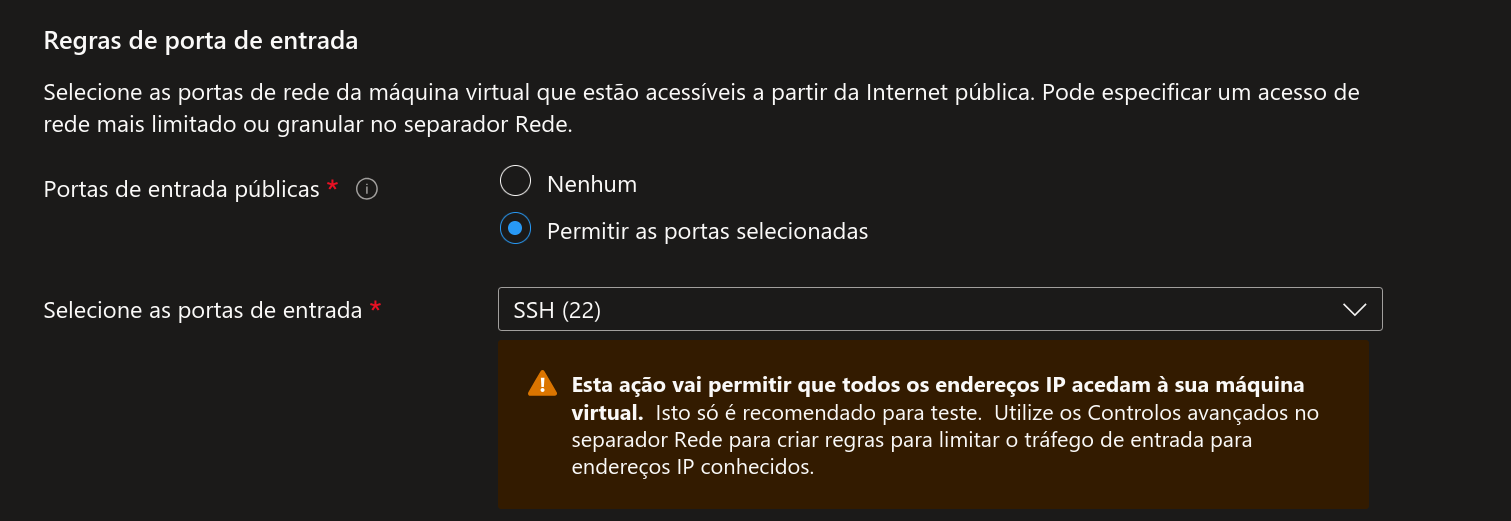 Regras de porta de entrada
Selecione as portas de rede da máquina virtual que estão acessíveis a partir da Internet pública. Pode especificar um acesso de
rede mais limitado ou granular no separador Rede.
Portas de entrada públicas *
Nenhum
Permitir as portas selecionadas
Selecione as portas de entrada *
SSH (22)
Esta ação vai permitir que todos os endereços IP acedam à sua máquina
virtual. Isto só é recomendado para teste. Utilize os Controlos avançados no
separador Rede para criar regras para limitar o tráfego de entrada para
endereços IP conhecidos.